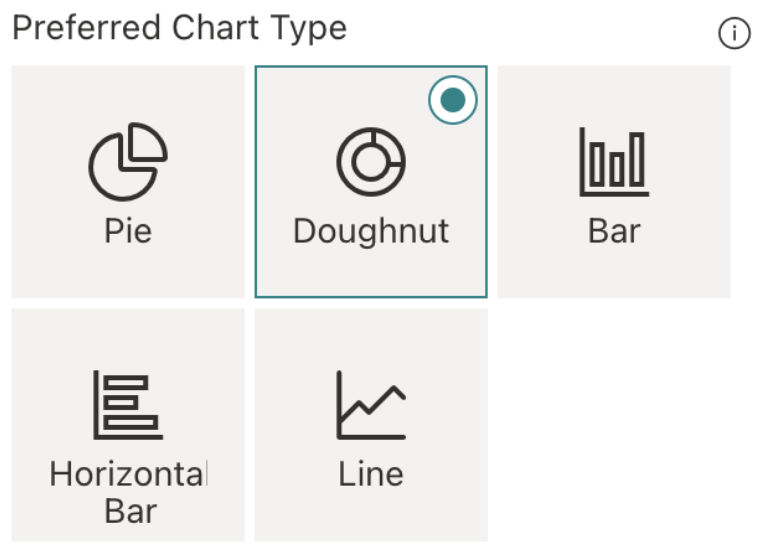 Preferred Chart Type
Pie
Doughnut
Bar
Horizontal
Bar
Line